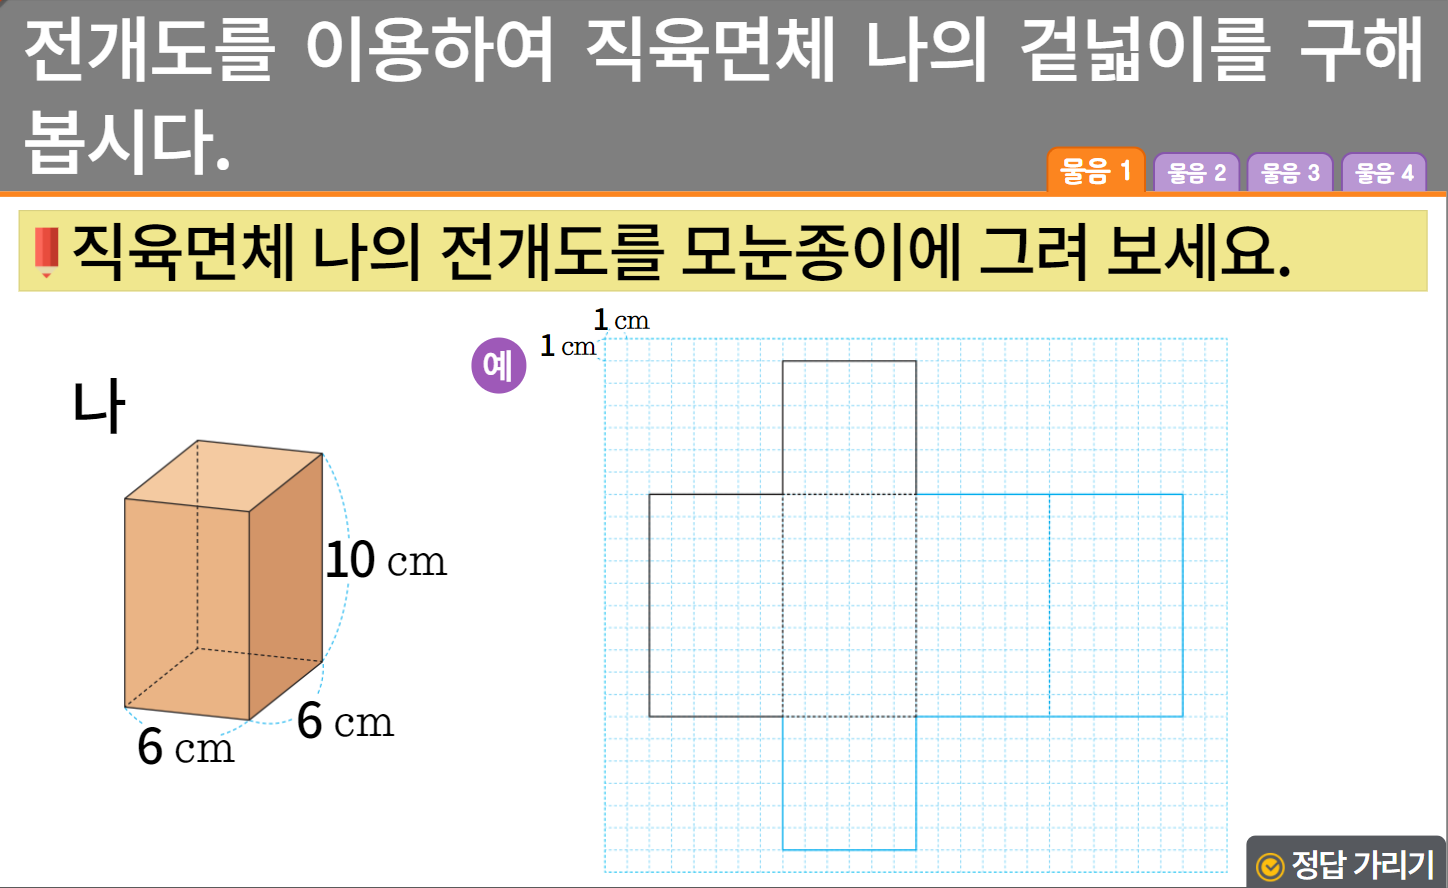 전개도를 이용하여 직육면체 나의 겉넓이를 구해
봅시다.
물음 1 물음 2 물음 3 물음 4
직육면체 나의 전개도를 모눈종이에 그려 보세요.
1 cm
1 cm
예
나
10 cm
6 cm
6 cm
정답 가리기